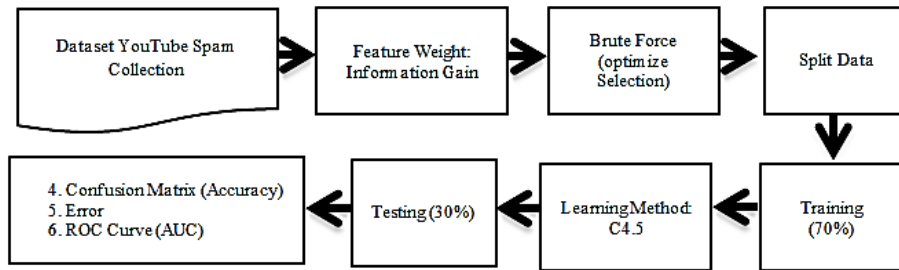 Dataset YouTube Spam
Collection
Feature Weight:
Information Gain
Brute Force
(optimize
Selection)
Split Data
Training
(70%)
LearningMethod:
C4.5
Testing (30%)
4. Confusion Matrix (Accuracy)
5. Error
6. ROC Curve (AUC)